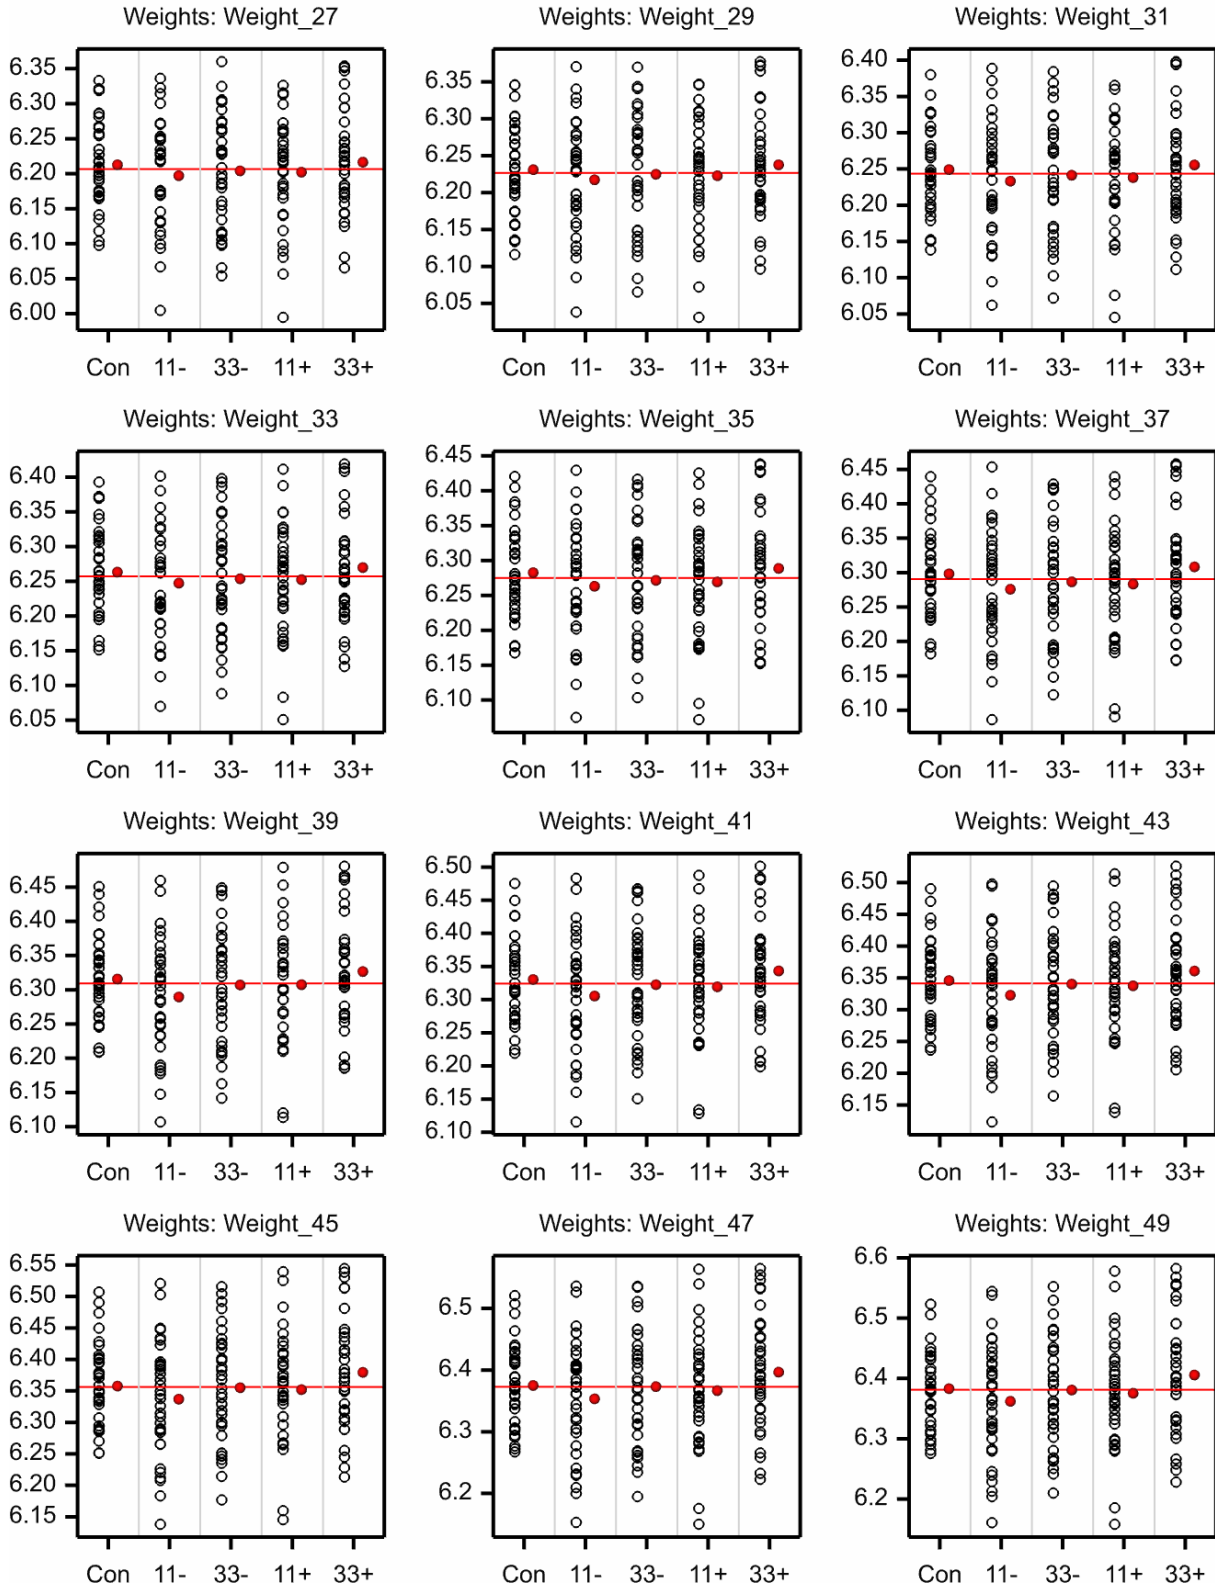 Weights: Weight_27 Weights: Weight_29 Weights: Weight_31
6.35 6.30 6.25 6.20 6.15 6.10 6.05 6.00
6.35 6.30 6.25 6.20 6.15 6.10 6.05
6.40 6.35 6.30 6.25 6.20 6.15 6.10 6.05
Con 11- 33- 11+ 33+ Con 11- 33- 11+ 33+ Con 11- 33- 11+ 33+
Weights: Weight_33 Weights: Weight_35 Weights: Weight_37
6.40 6.35 6.30 6.25 6.20 6.15 6.10 6.05
6.45 6.40 6.35 6.30 6.25 6.20 6.15 6.10
6.45 6.40 6.35 6.30 6.25 6.20 6.15 6.10
Con 11- 33- 11+ 33+ Con 11- 33- 11+ 33+ Con 11- 33- 11+ 33+
Weights: Weight_39 Weights: Weight_41 Weights: Weight_43
6.45 6.40 6.35 6.30 6.25 6.20 6.15 6.10
6.50 6.45 6.40 6.35 6.30 6.25 6.20 6.15 6.10
6.50 6.45 6.40 6.35 6.30 6.25 6.20 6.15
Con 11- 33- 11+ 33+ Con 11- 33- 11+ 33+ Con 11- 33- 11+ 33+
Weights: Weight_45 Weights: Weight_47 Weights: Weight_49
6.55 6.50 6.45 6.40 6.35 6.30 6.25 6.20 6.15
6.5 6.4 6.3 6.2
6.6 6.5 6.4 6.3 6.2
Con 11- 33- 11+ 33+ Con 11- 33- 11+ 33+ Con 11- 33- 11+ 33+